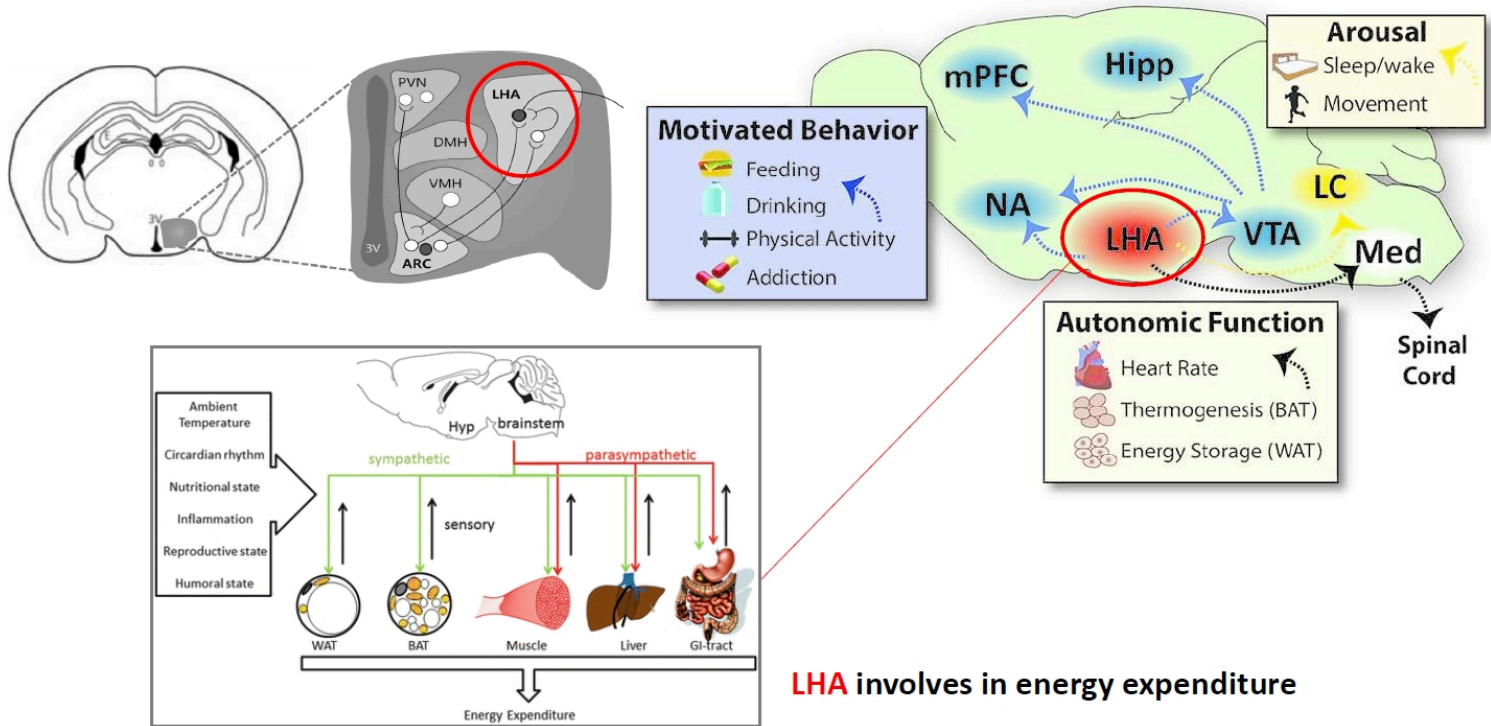 3V
PVN
LHA
DMH
VMH
3V
ARC
Motivated Behavior
Feeding
Drinking
Physical Activity
Addiction
mPFC
Hipp
NA
LHA
VTA
LC
Med
Spinal
Cord
Arousal
Sleep/wake
Movement
Autonomic Function
Heart Rate
Thermogenesis (BAT)
Energy Storage (WAT)
Ambient
Temperature
Circardian rhythm
Nutritional state
Inflammation
Reproductive state
Humoral state
Hyp
brainstem
sympathetic
parasympathetic
sensory
WAT
BAT
Muscle
Liver
GI-tract
Energy Expenditure
LHA involves in energy expenditure